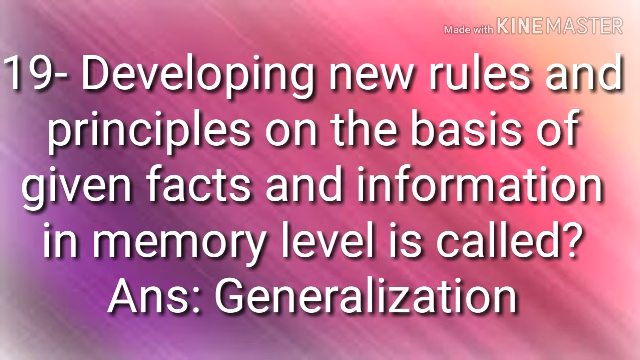 Made with KINEMASTER
19- Developing new rules and
principles on the basis of
given facts and information
in memory level is called?
Ans: Generalization